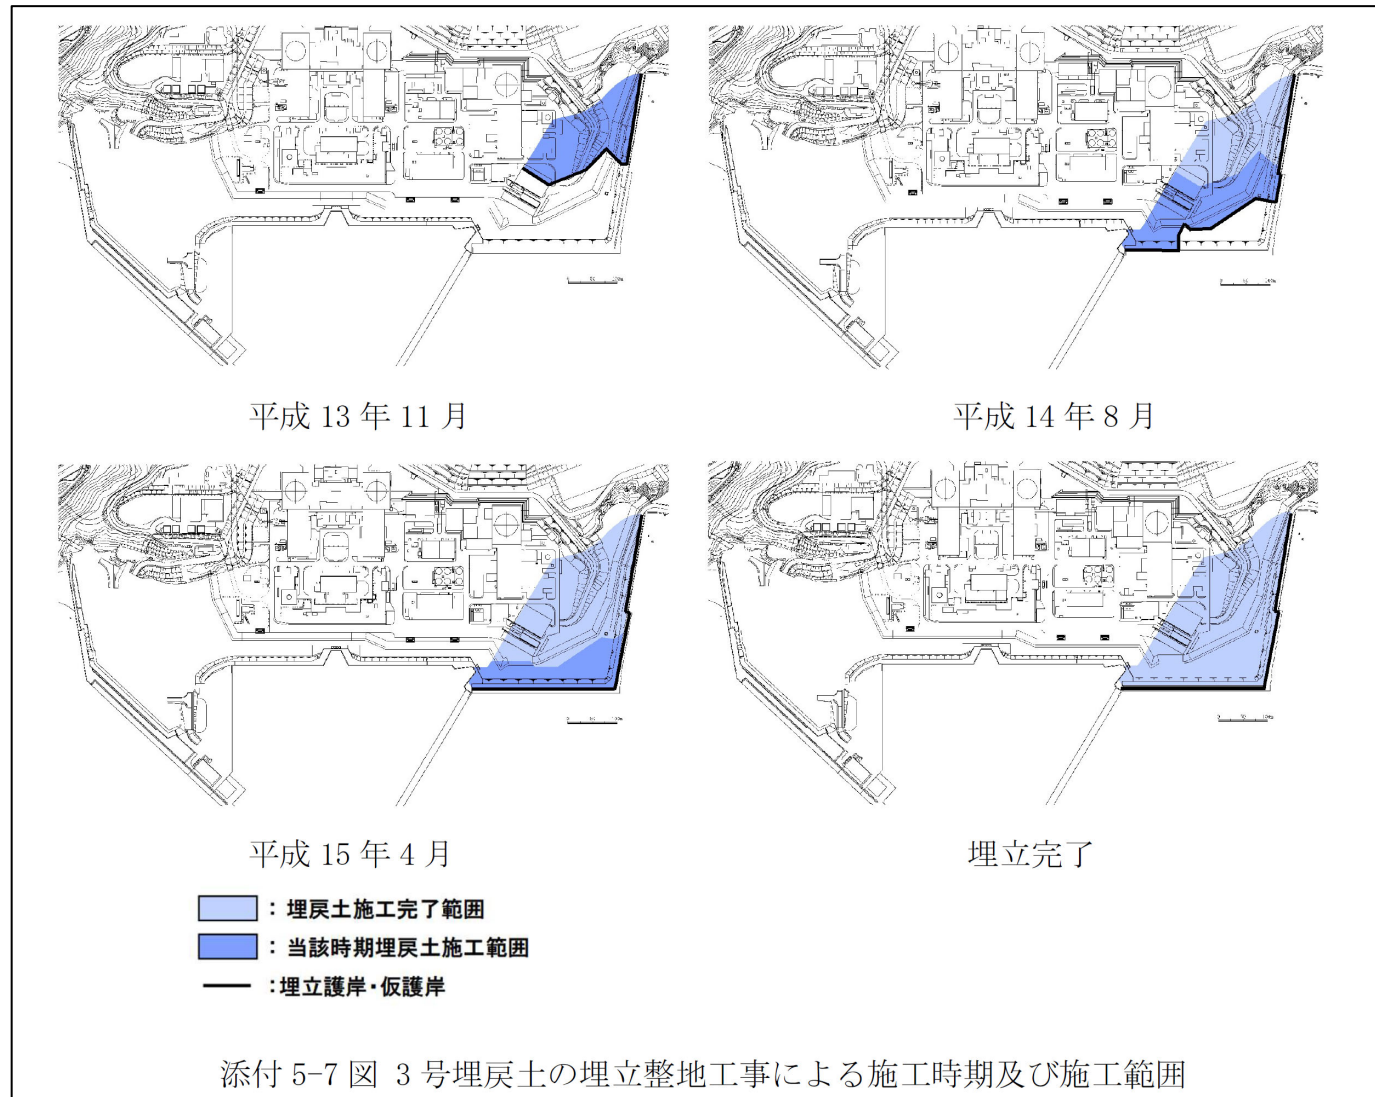 平成 13 年 11 月
平成 14 年 8 月
平成 15 年 4 月
埋立完了
：埋戻土施工完了範囲
：当該時期埋戻土施工範囲
：埋立護岸・仮護岸
添付 5-7 図 3 号埋戻土の埋立整地工事による施工時期及び施工範囲